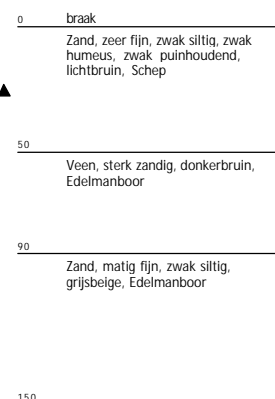 0 braak
Zand, zeer fijn, zwak siltig, zwak
humeus, zwak puinhoudend,
lichtbruin, Schep
50
Veen, sterk zandig, donkerbruin,
Edelmanboor
90
Zand, matig fijn, zwak siltig,
grijsbeige, Edelmanboor
150